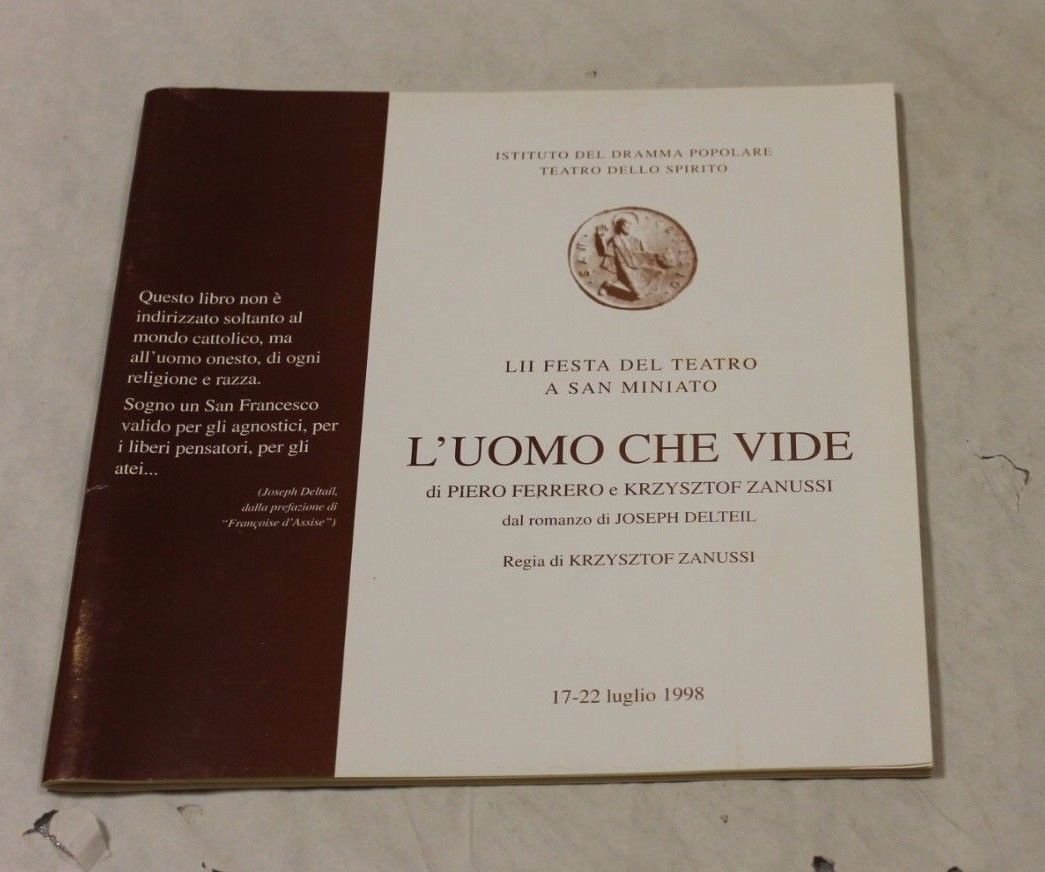 Questo libro non è
indirizzato soltanto al
mondo cattolico, ma
all'uomo onesto, di ogni
religione e razza.
Sogno un San Francesco
valido per gli agnostici, per
i liberi pensatori, per gli
atei...
(Joseph Deltail,
dalla prefazione di
"Françoise d'Assise")
ISTITUTO DEL DRAMMA POPOLARE
TEATRO DELLO SPIRITO
LII FESTA DEL TEATRO
A SAN MINIATO
L'UOMO CHE VIDE
di PIERO FERRERO e KRZYSZTOF ZANUSSI
dal romanzo di JOSEPH DELTEIL
Regia di KRZYSZTOF ZANUSSI
17-22 luglio 1998